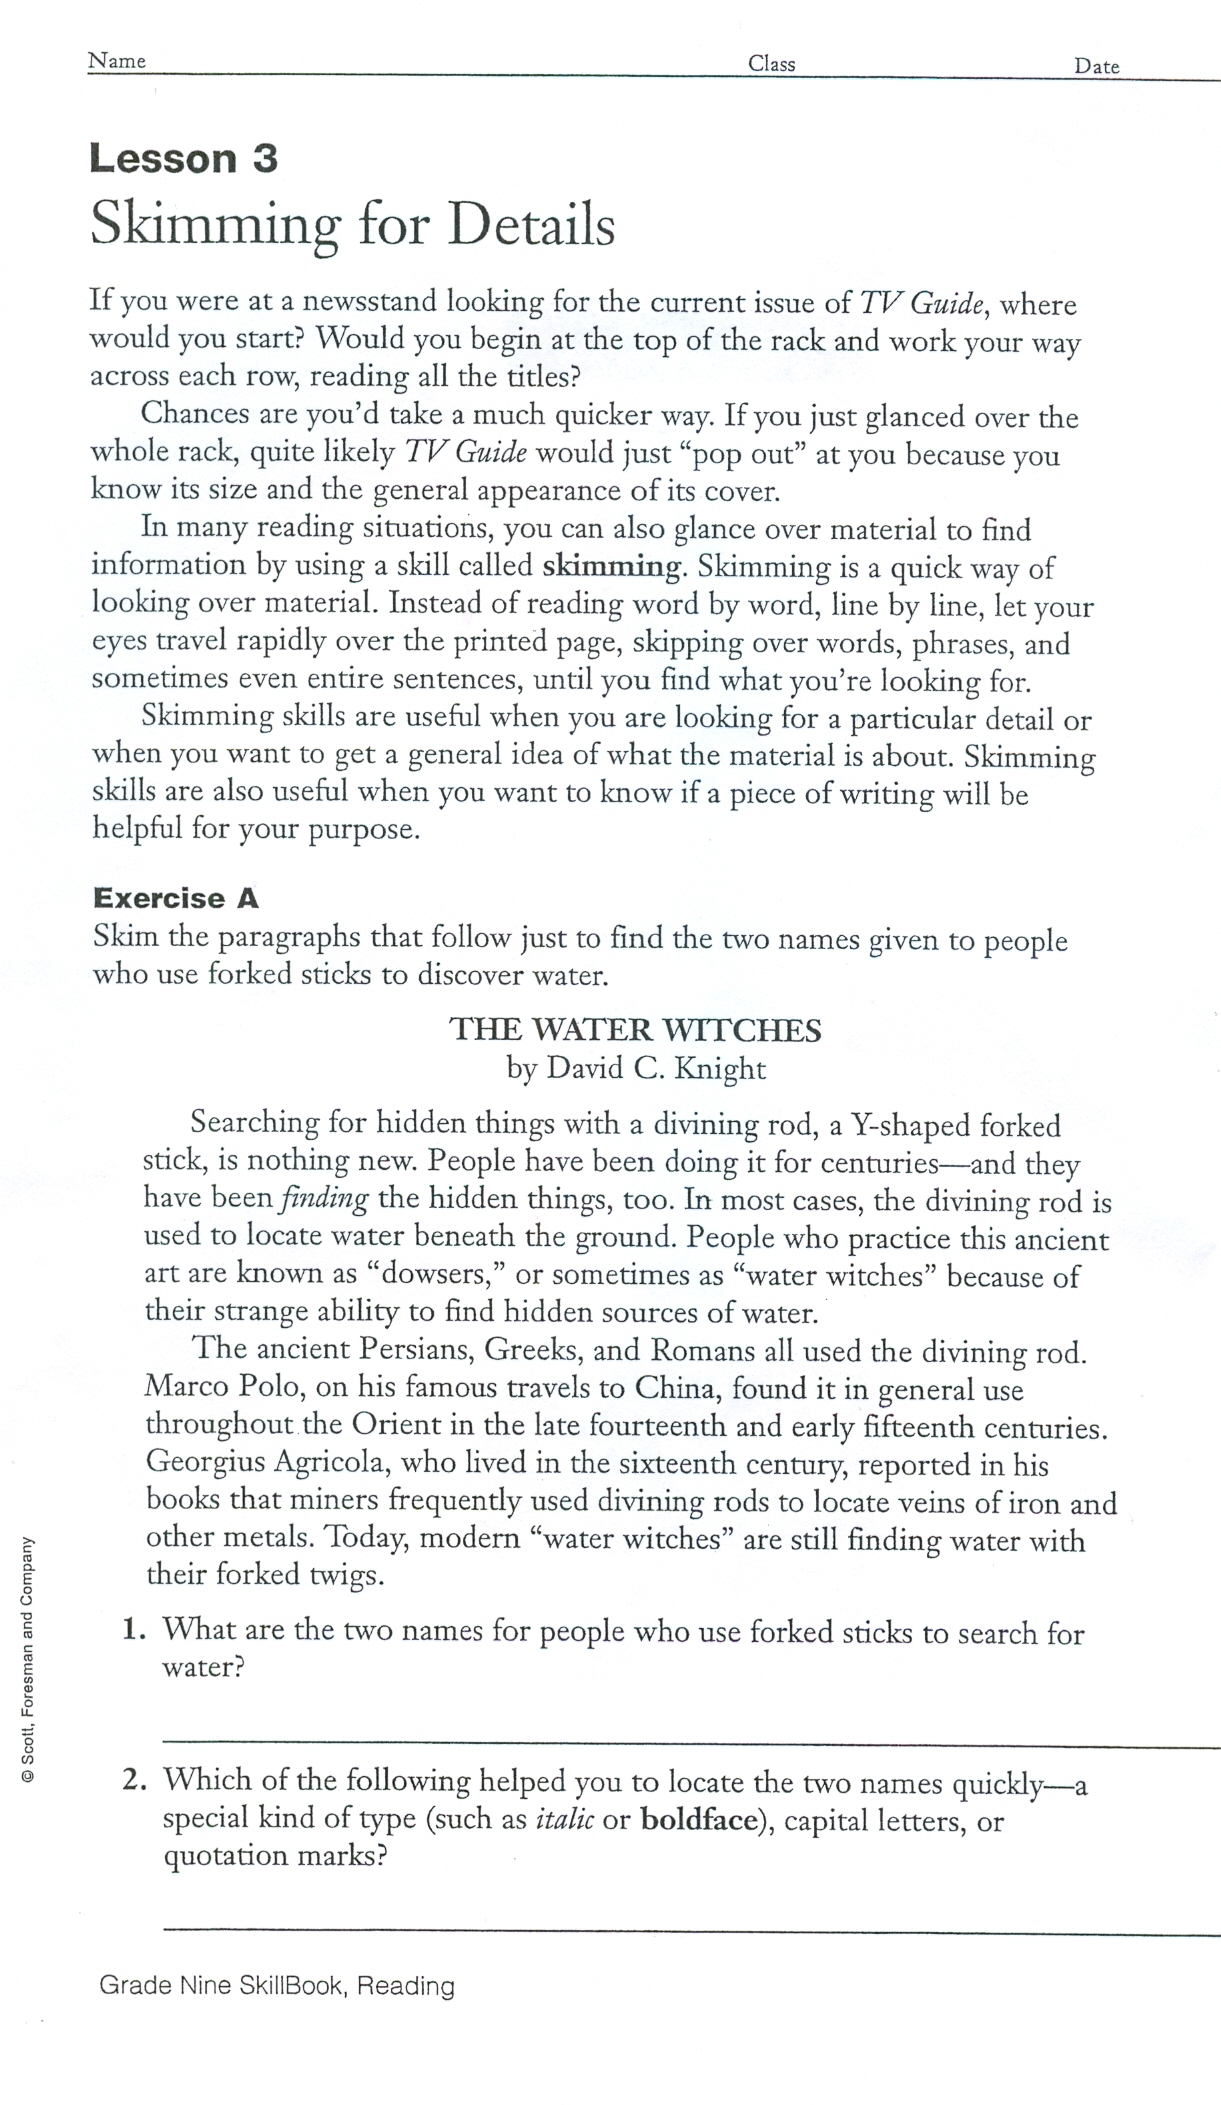 Name Class Date
Lesson 3
Skimming for Details
If you were at a newsstand looking for the current issue of TV Guide, where
would you start? Would you begin at the top of the rack and work your way
across each row, reading all the titles?
Chances are you'd take a much quicker way. If you just glanced over the
whole rack, quite likely TV Guide would just “pop out” at you because you
know its size and the general appearance of its cover.
In many reading situations, you can also glance over material to find
information by using a skill called skimming. Skimming is a quick way of
looking over material. Instead of reading word by word, line by line, let your
eyes travel rapidly over the printed page, skipping over words, phrases, and
sometimes even entire sentences, until you find what you're looking for.
Skimming skills are useful when you are looking for a particular detail or
when you want to get a general idea of what the material is about. Skimming
skills are also useful when you want to know if a piece of writing will be
helpful for your purpose.
Exercise A
Skim the paragraphs that follow just to find the two names given to people
who use forked sticks to discover water.
THE WATER WITCHES
by David C. Knight
Searching for hidden things with a divining rod, a Y-shaped forked
stick, is nothing new. People have been doing it for centuries—and they
have been finding the hidden things, too. In most cases, the divining rod is
used to locate water beneath the ground. People who practice this ancient
art are known as “dowsers,” or sometimes as “water witches” because of
their strange ability to find hidden sources of water.
The ancient Persians, Greeks, and Romans all used the divining rod.
Marco Polo, on his famous travels to China, found it in general use
throughout the Orient in the late fourteenth and early fifteenth centuries.
Georgius Agricola, who lived in the sixteenth century, reported in his
books that miners frequently used divining rods to locate veins of iron and
other metals. Today, modern “water witches” are still finding water with
their forked twigs.
1. What are the two names for people who use forked sticks to search for
water?
2. Which of the following helped you to locate the two names quickly—a
special kind of type (such as italic or boldface), capital letters, or
quotation marks?
© Scott, Foresman and Company
Grade Nine SkillBook, Reading